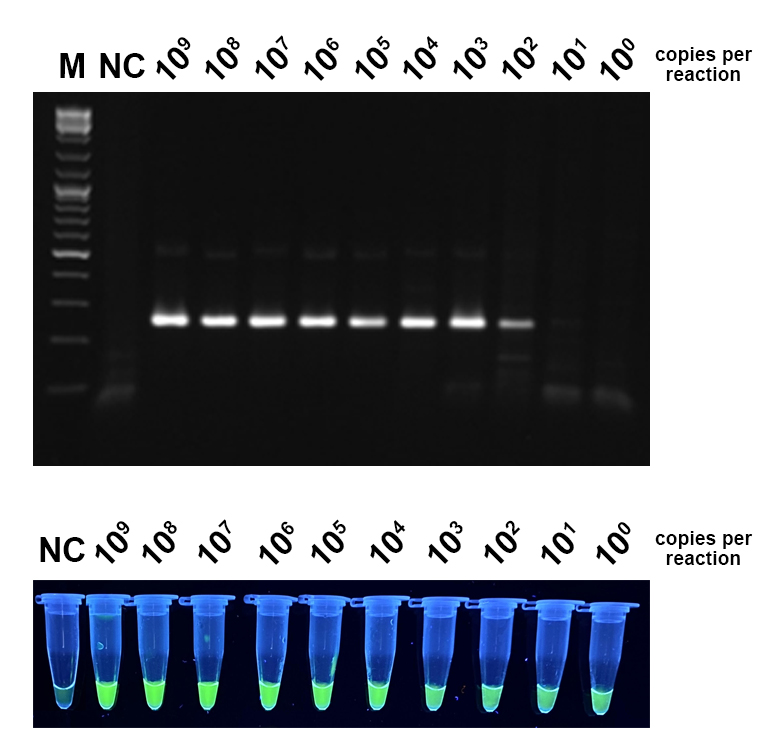 M NC 10⁹ 10⁸ 10⁷ 10⁶ 10⁵ 10⁴ 10³ 10² 10¹ 10⁰ copies per
reaction
NC 10⁹ 10⁸ 10⁷ 10⁶ 10⁵ 10⁴ 10³ 10² 10¹ 10⁰ copies per
reaction